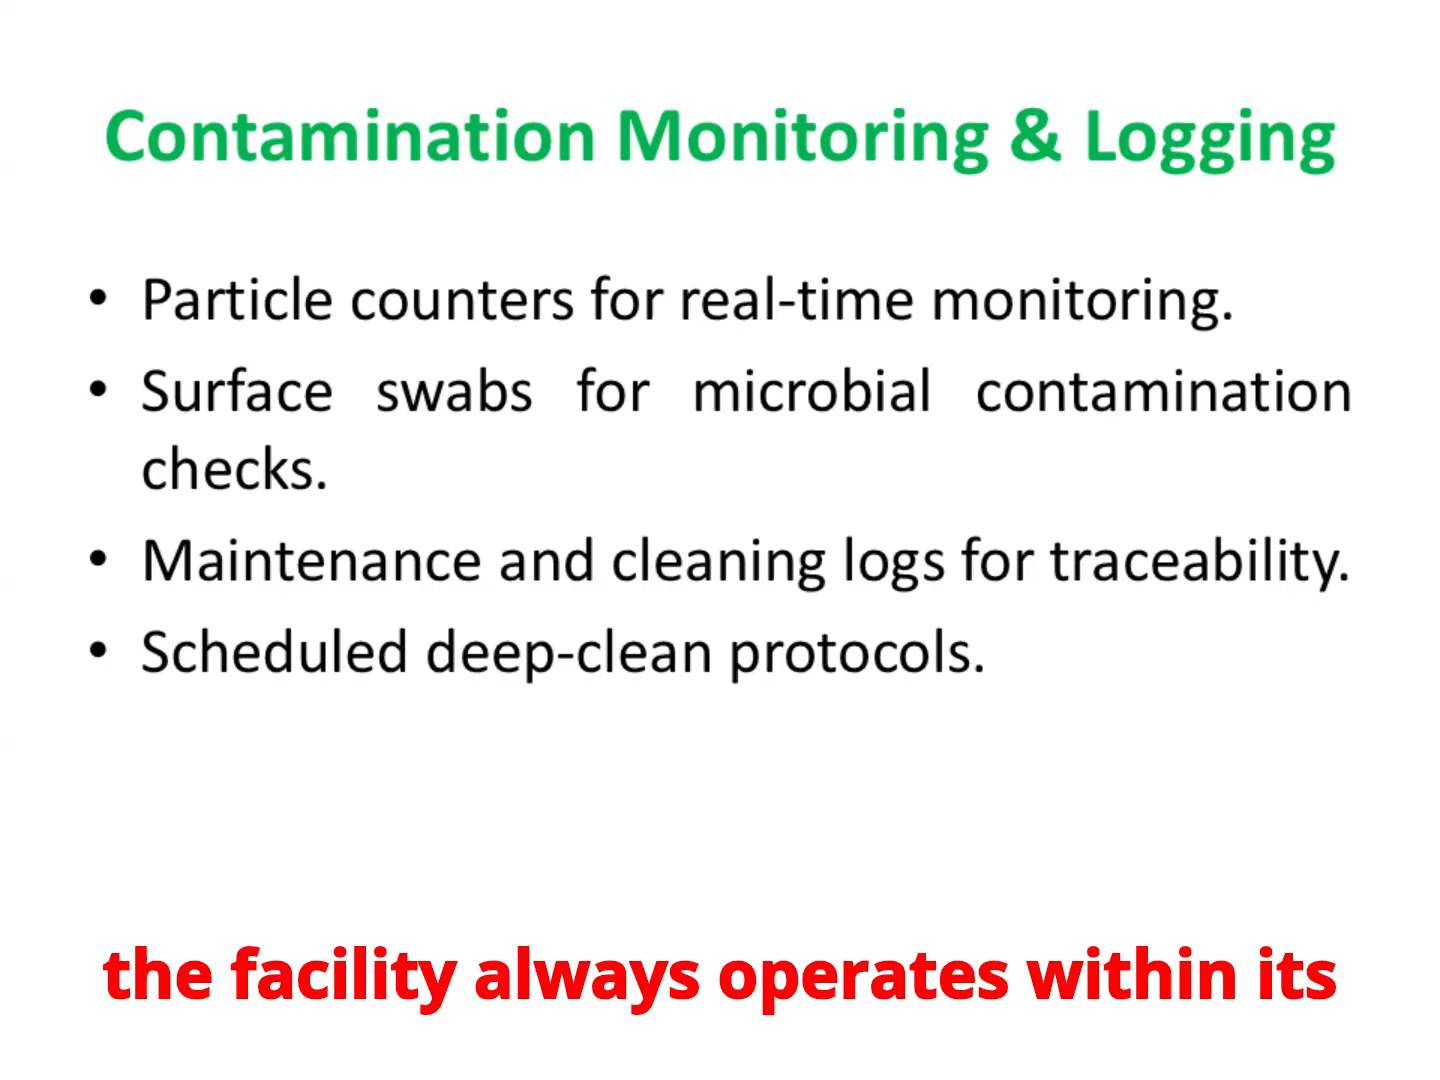 Contamination Monitoring & Logging
• Particle counters for real-time monitoring.
• Surface swabs for microbial contamination
checks.
• Maintenance and cleaning logs for traceability.
• Scheduled deep-clean protocols.
the facility always operates within its